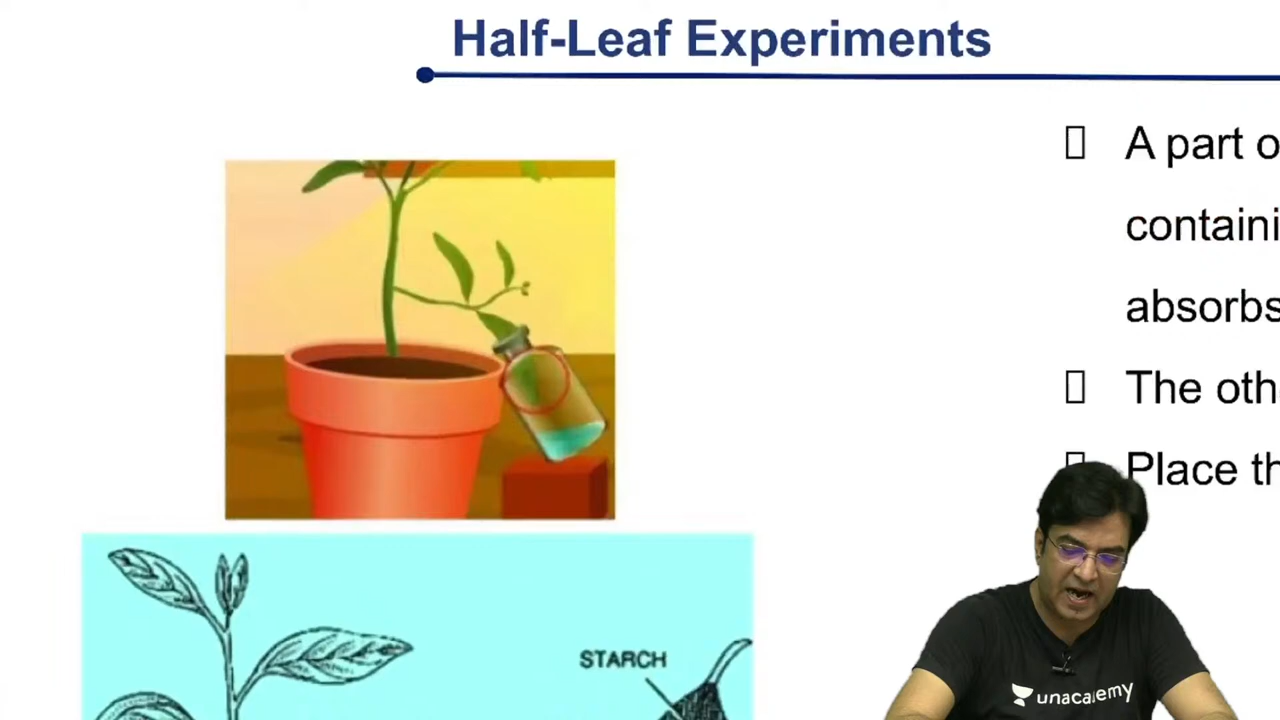 Half-Leaf Experiments
A part o
containi
absorbs
The oth
Place th
STARCH
unacademy